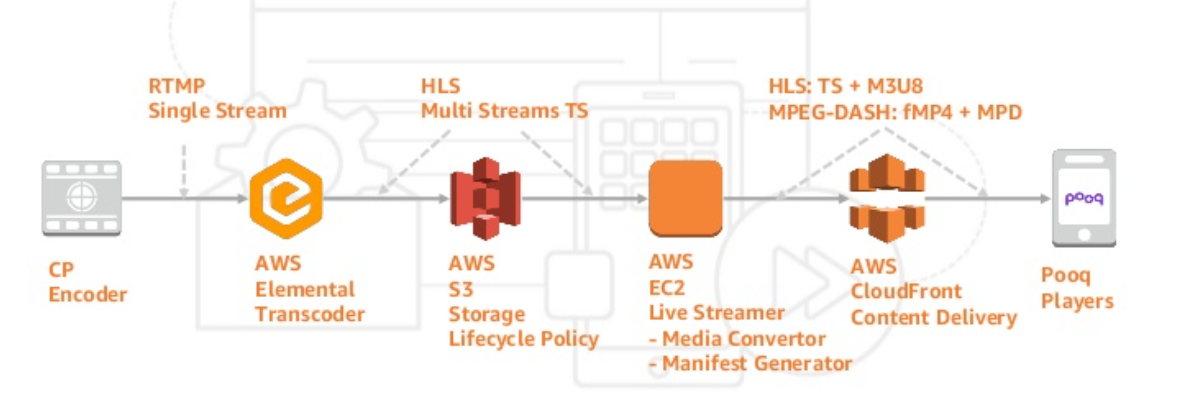 RTMP
Single Stream
HLS
Multi Streams TS
HLS: TS + M3U8
MPEG-DASH: fMP4 + MPD
pooq
CP
Encoder
AWS
Elemental
Transcoder
AWS
S3
Storage
Lifecycle Policy
AWS
EC2
Live Streamer
- Media Convertor
- Manifest Generator
AWS
CloudFront
Content Delivery
Pooq
Players